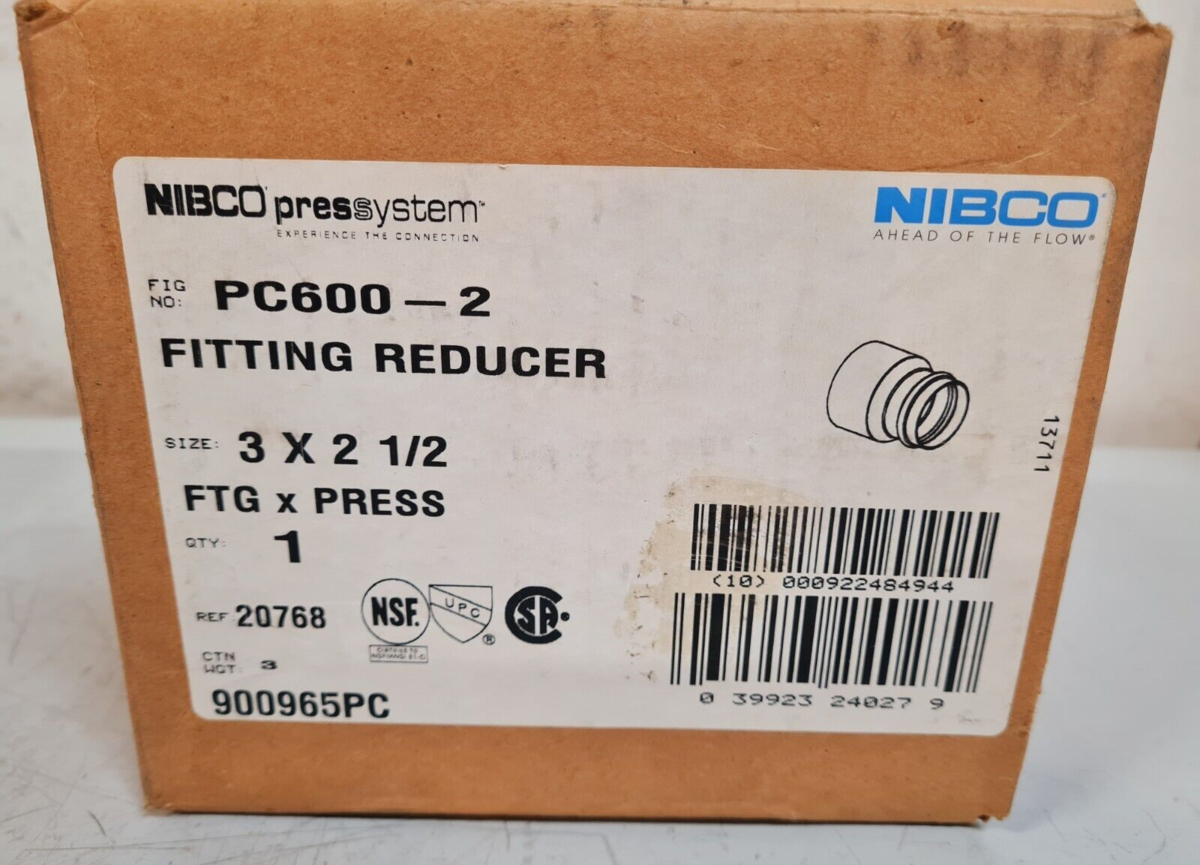 NIBCO pressystem™
EXPERIENCE THE CONNECTION
NIBCO®
AHEAD OF THE FLOW®
FIG NO: PC600 — 2
FITTING REDUCER
SIZE: 3 X 2 1/2
FTG x PRESS
QTY: 1
REF 20768
NSF.
UPC
®
SA
CTN WGT: 3
900965PC
13711
(10) 000922484944
0 39923 24027 9